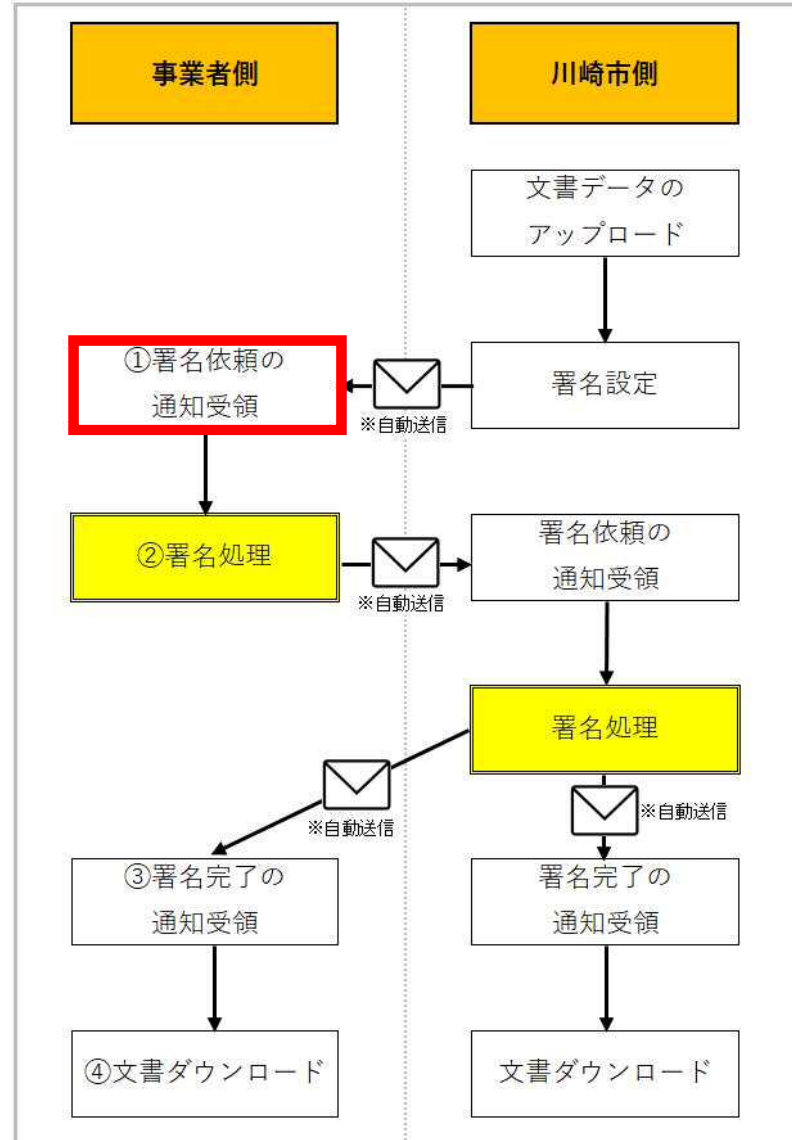 事業者側
川崎市側
文書データの
アップロード
①署名依頼の
通知受領
※自動送信
署名設定
②署名処理
※自動送信
署名依頼の
通知受領
署名処理
※自動送信
※自動送信
③署名完了の
通知受領
署名完了の
通知受領
④文書ダウンロード
文書ダウンロード